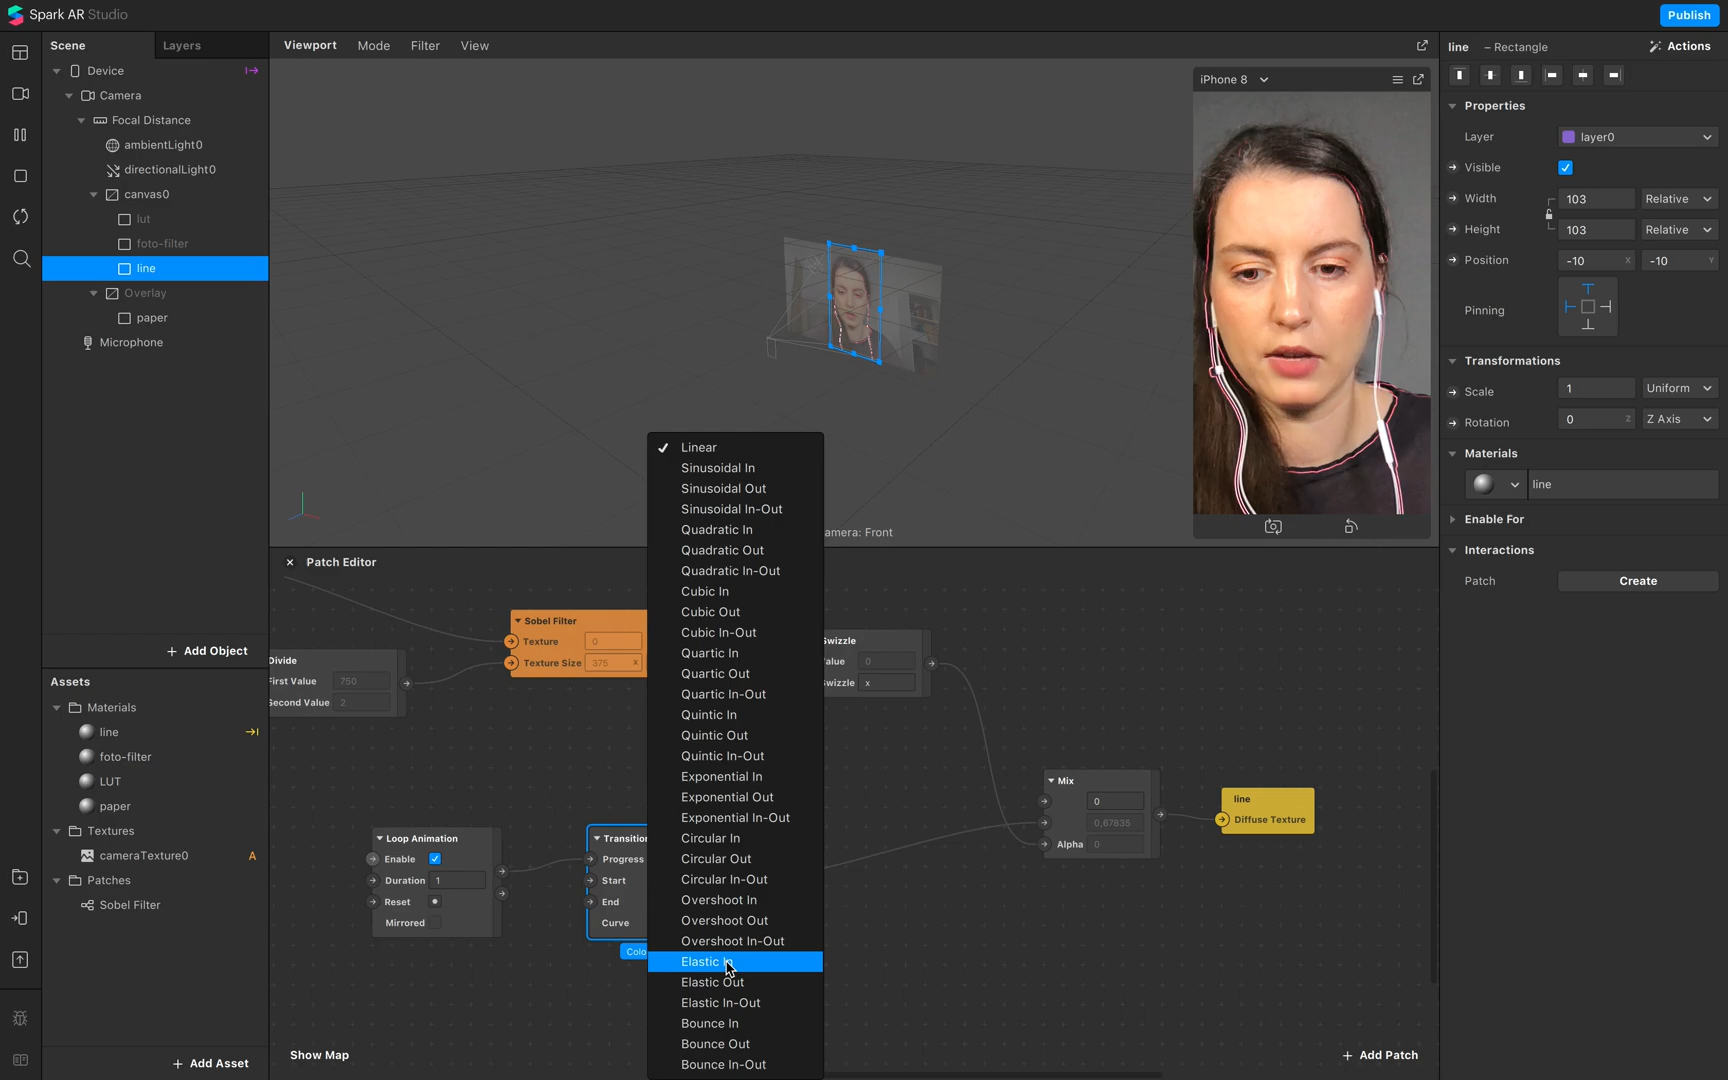 Spark AR Studio
Publish
Scene
Layers
Device
Camera
Focal Distance
ambientLight0
directionalLight0
canvas0
lut
foto-filter
line
Overlay
paper
Microphone
+ Add Object
Assets
Materials
line
foto-filter
LUT
paper
Textures
cameraTexture0 A
Patches
Sobel Filter
+ Add Asset
Viewport Mode Filter View
iPhone 8
amera: Front
Patch Editor
Divide
First Value 750
Second Value 2
Sobel Filter
Texture 0
Texture Size 375 x
Loop Animation
Enable
Duration 1
Reset
Mirrored
Transition
Progress
Start
End
Curve
Colo
Linear
Sinusoidal In
Sinusoidal Out
Sinusoidal In-Out
Quadratic In
Quadratic Out
Quadratic In-Out
Cubic In
Cubic Out
Cubic In-Out
Quartic In
Quartic Out
Quartic In-Out
Quintic In
Quintic Out
Quintic In-Out
Exponential In
Exponential Out
Exponential In-Out
Circular In
Circular Out
Circular In-Out
Overshoot In
Overshoot Out
Overshoot In-Out
Elastic In
Elastic Out
Elastic In-Out
Bounce In
Bounce Out
Bounce In-Out
Swizzle
alue 0
Swizzle x
Mix
0
0,67835
Alpha 0
line
Diffuse Texture
Show Map
+ Add Patch
line – Rectangle
Actions
Properties
Layer layer0
Visible
Width 103 Relative
Height 103 Relative
Position -10 X -10 Y
Pinning
Transformations
Scale 1 Uniform
Rotation 0 Z Z Axis
Materials
line
Enable For
Interactions
Patch Create